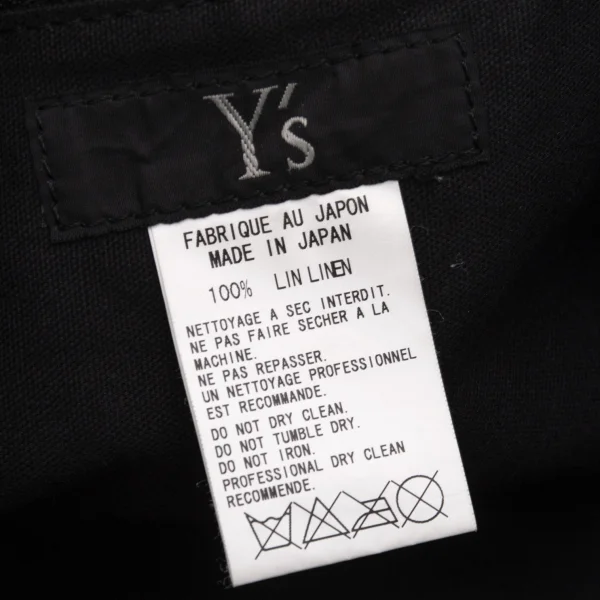 Y's
FABRIQUE AU JAPON
MADE IN JAPAN
100% LIN LINEN
NETTOYAGE A SEC INTERDIT.
NE PAS FAIRE SECHER A LA
MACHINE.
NE PAS REPASSER.
UN NETTOYAGE PROFESSIONNEL
EST RECOMMANDE.
DO NOT DRY CLEAN.
DO NOT TUMBLE DRY.
DO NOT IRON.
PROFESSIONAL DRY CLEAN
RECOMMENDE.